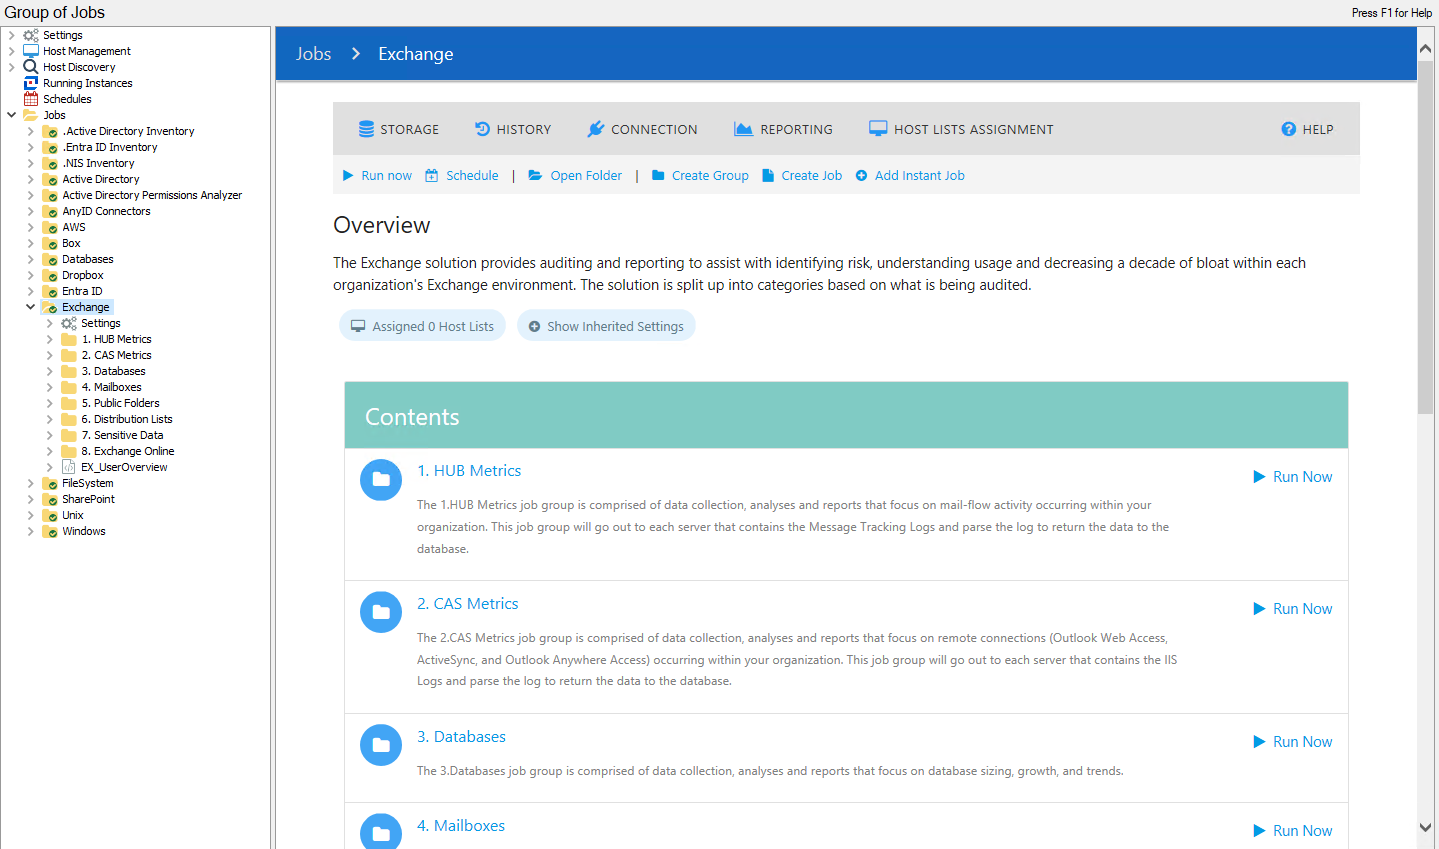 Group of Jobs
Press F1 for Help
Settings
Host Management
Host Discovery
Running Instances
Schedules
Jobs
.Active Directory Inventory
.Entra ID Inventory
.NIS Inventory
Active Directory
Active Directory Permissions Analyzer
AnyID Connectors
AWS
Box
Databases
Dropbox
Entra ID
Exchange
Settings
1. HUB Metrics
2. CAS Metrics
3. Databases
4. Mailboxes
5. Public Folders
6. Distribution Lists
7. Sensitive Data
8. Exchange Online
EX_UserOverview
FileSystem
SharePoint
Unix
Windows
Jobs > Exchange
STORAGE HISTORY CONNECTION REPORTING HOST LISTS ASSIGNMENT HELP
Run now Schedule | Open Folder | Create Group Create Job Add Instant Job
Overview
The Exchange solution provides auditing and reporting to assist with identifying risk, understanding usage and decreasing a decade of bloat within each
organization's Exchange environment. The solution is split up into categories based on what is being audited.
Assigned 0 Host Lists Show Inherited Settings
Contents
1. HUB Metrics
Run Now
The 1.HUB Metrics job group is comprised of data collection, analyses and reports that focus on mail-flow activity occurring within your
organization. This job group will go out to each server that contains the Message Tracking Logs and parse the log to return the data to the
database.
2. CAS Metrics
Run Now
The 2.CAS Metrics job group is comprised of data collection, analyses and reports that focus on remote connections (Outlook Web Access,
ActiveSync, and Outlook Anywhere Access) occurring within your organization. This job group will go out to each server that contains the IIS
Logs and parse the log to return the data to the database.
3. Databases
Run Now
The 3.Databases job group is comprised of data collection, analyses and reports that focus on database sizing, growth, and trends.
4. Mailboxes
Run Now